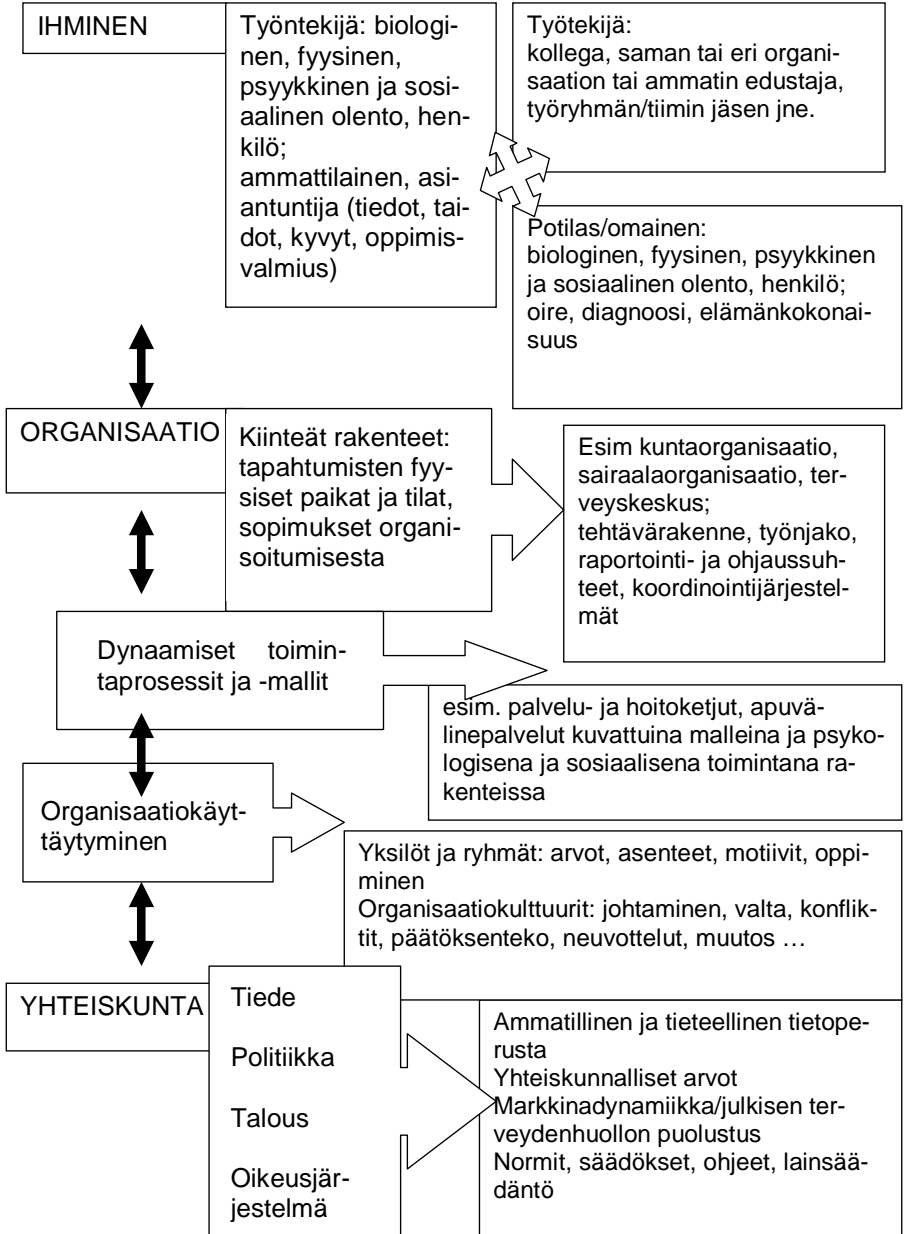 IHMINEN
Työntekijä: biologi-
nen, fyysinen,
psyykkinen ja sosi-
aalinen olento, hen-
kilö;
ammattilainen, asi-
antuntija (tiedot, tai-
dot, kyvyt, oppimis-
valmius)
Työtekijä:
kollega, saman tai eri organi-
saation tai ammatin edustaja,
työryhmän/tiimin jäsen jne.
Potilas/omainen:
biologinen, fyysinen, psyykkinen
ja sosiaalinen olento, henkilö;
oire, diagnoosi, elämänkokonai-
suus
ORGANISAATIO
Kiinteät rakenteet:
tapahtumisten fyy-
siset paikat ja tilat,
sopimukset organi-
soitumisesta
Esim kuntaorganisaatio,
sairaalaorganisaatio, ter-
veyskeskus;
tehtävärakenne, työnjako,
raportointi- ja ohjaussuh-
teet, koordinointijärjestel-
mät
Dynaamiset toimin-
taprosessit ja -mallit
esim. palvelu- ja hoitoketjut, apuvä-
linepalvelut kuvattuina malleina ja psyko-
logisena ja sosiaalisena toimintana ra-
kenteissa
Organisaatiokäyt-
täytyminen
Yksilöt ja ryhmät: arvot, asenteet, motiivit, oppi-
minen
Organisaatiokulttuurit: johtaminen, valta, konflik-
tit, päätöksenteko, neuvottelut, muutos …
YHTEISKUNTA
Tiede
Politiikka
Talous
Oikeusjär-
jestelmä
Ammatillinen ja tieteellinen tietope-
rusta
Yhteiskunnalliset arvot
Markkinadynamiikka/julkisen ter-
veydenhuollon puolustus
Normit, säädökset, ohjeet, lainsää-
däntö